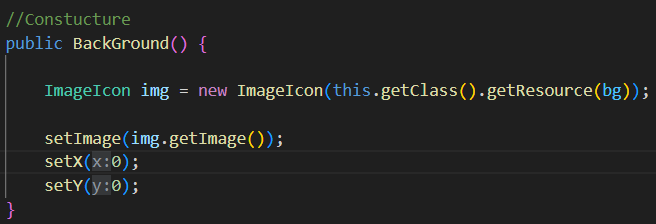 //Constucture
public BackGround() {
ImageIcon img = new ImageIcon(this.getClass().getResource(bg));
setImage(img.getImage());
setX(x:0);
setY(y:0);
}